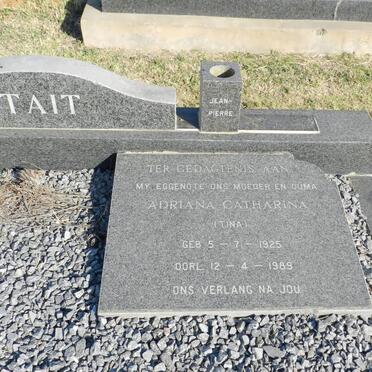 TAIT
JEAN-
PIERRE
TER GEDAGTENIS AAN
MY EGGENOTE ONS MOEDER EN OUMA
ADRIANA CATHARINA
(TINA)
GEB 5 - 7 - 1925
OORL. 12 - 4 - 1989
ONS VERLANG NA JOU